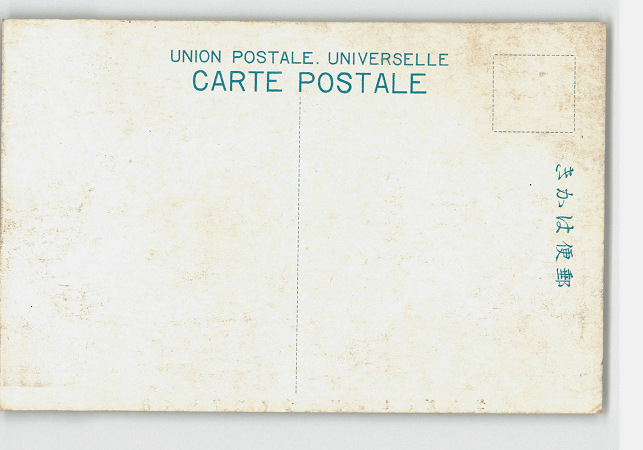 UNION POSTALE. UNIVERSELLE
CARTE POSTALE
きかは便郵